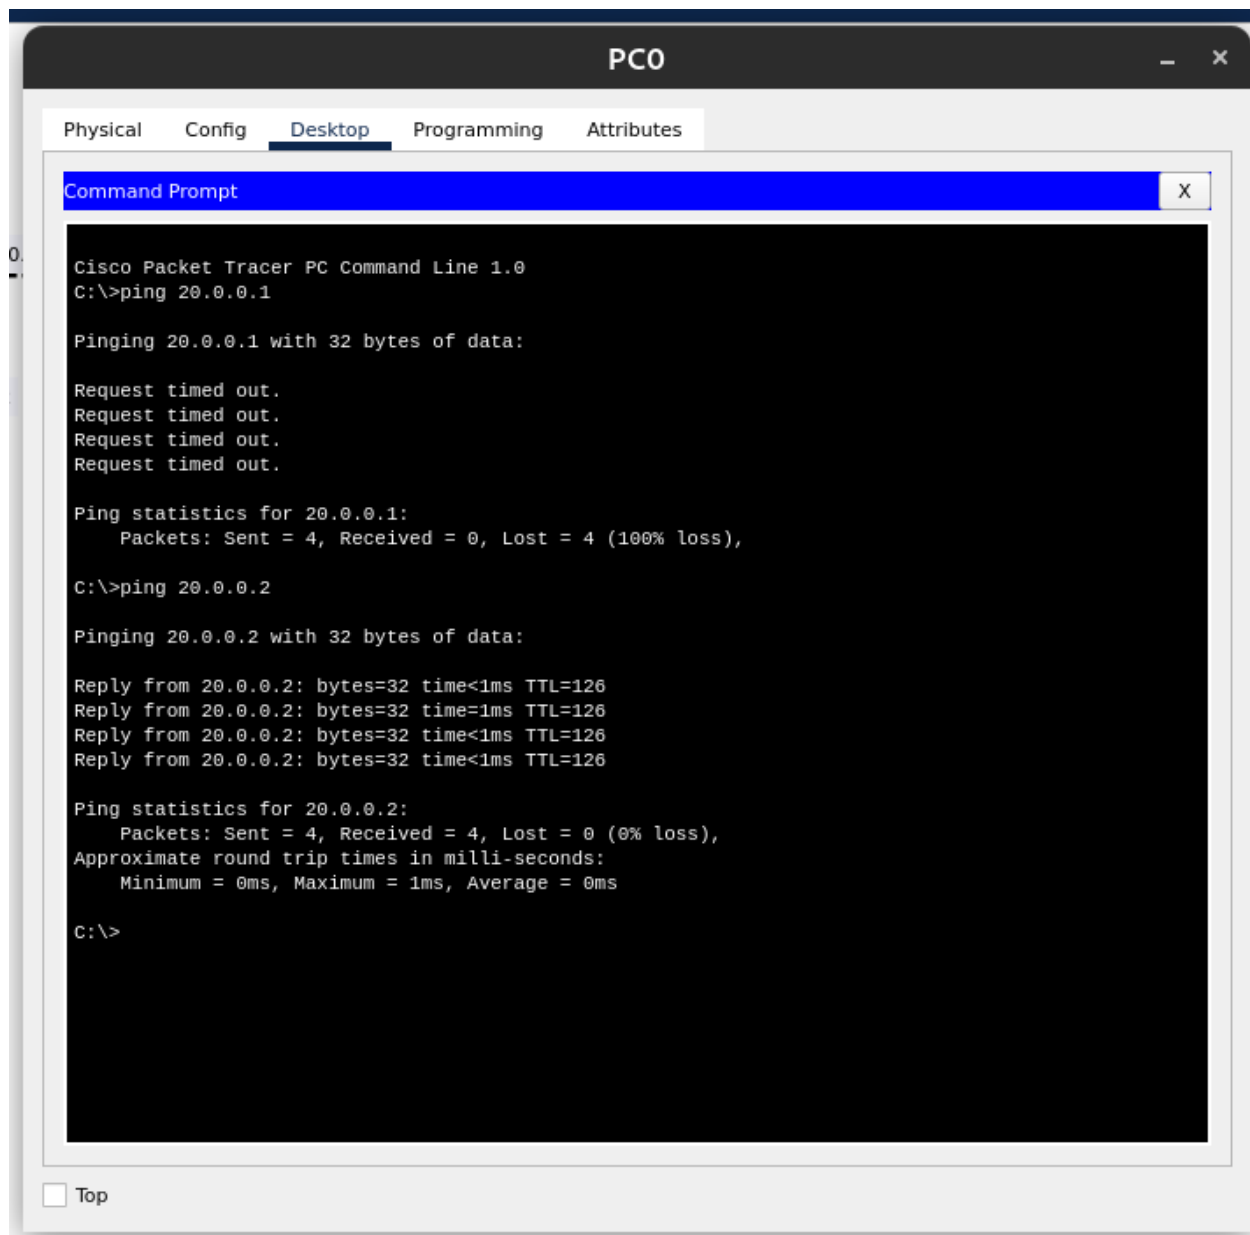 PC0
Physical Config Desktop Programming Attributes
Command Prompt
X
0.
Cisco Packet Tracer PC Command Line 1.0
C:\>ping 20.0.0.1
Pinging 20.0.0.1 with 32 bytes of data:
Request timed out.
Request timed out.
Request timed out.
Request timed out.
Ping statistics for 20.0.0.1:
Packets: Sent = 4, Received = 0, Lost = 4 (100% loss),
C:\>ping 20.0.0.2
Pinging 20.0.0.2 with 32 bytes of data:
Reply from 20.0.0.2: bytes=32 time<1ms TTL=126
Reply from 20.0.0.2: bytes=32 time=1ms TTL=126
Reply from 20.0.0.2: bytes=32 time<1ms TTL=126
Reply from 20.0.0.2: bytes=32 time<1ms TTL=126
Ping statistics for 20.0.0.2:
Packets: Sent = 4, Received = 4, Lost = 0 (0% loss),
Approximate round trip times in milli-seconds:
Minimum = 0ms, Maximum = 1ms, Average = 0ms
C:\>
Top